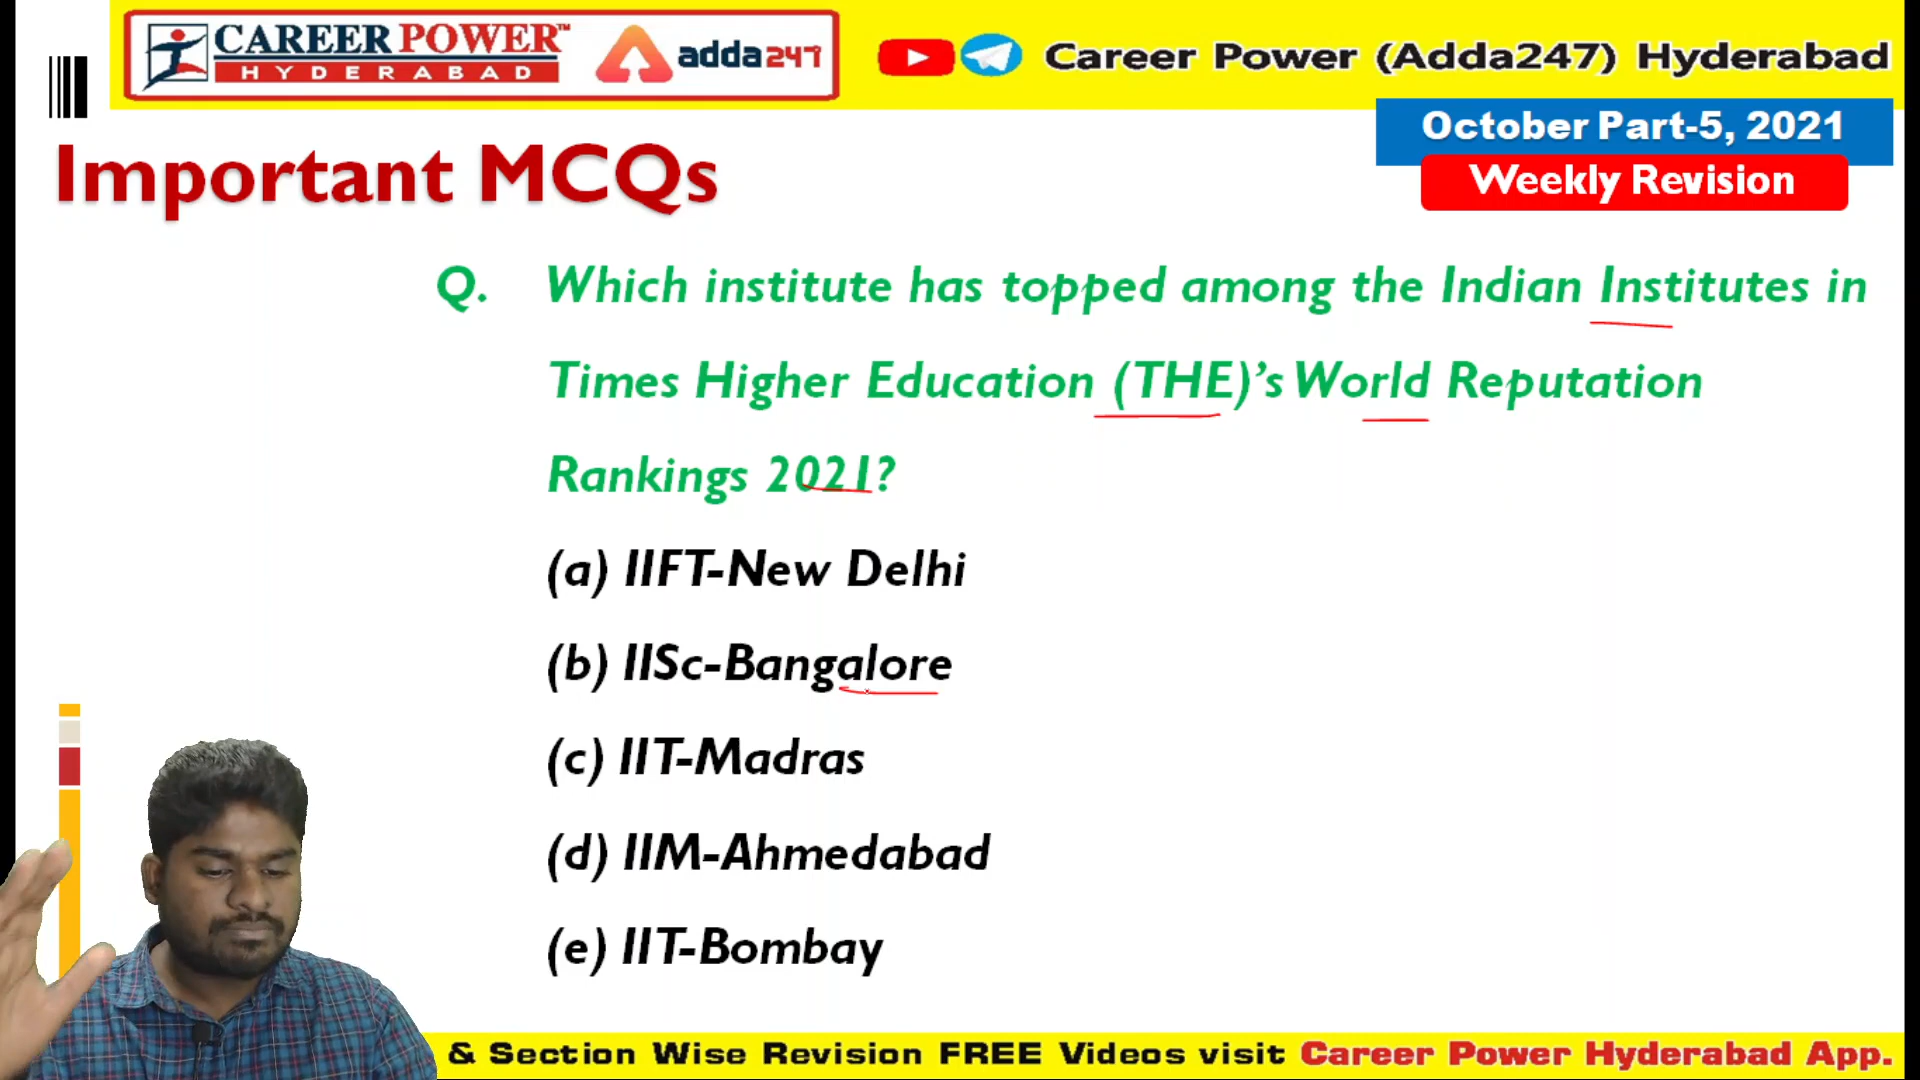 CAREER POWER™
HYDERABAD
adda247
Career Power (Adda247) Hyderabad
October Part-5, 2021
Weekly Revision
Important MCQs
Q. Which institute has topped among the Indian Institutes in
Times Higher Education (THE)’s World Reputation
Rankings 2021?
(a) IIFT-New Delhi
(b) IISc-Bangalore
(c) IIT-Madras
(d) IIM-Ahmedabad
(e) IIT-Bombay
& Section Wise Revision FREE Videos visit Career Power Hyderabad App.